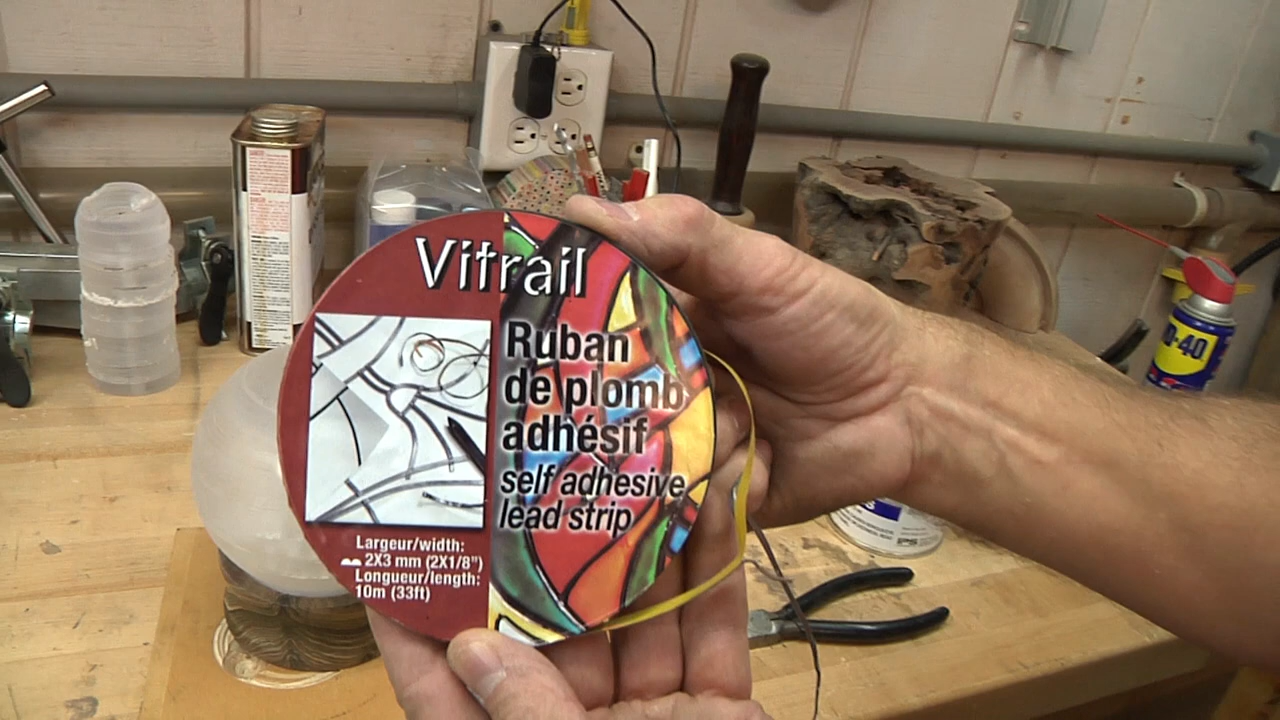 Vitrail
Ruban
de plomb
adhésif
self adhesive
lead strip
Largeur/width:
2X3 mm (2X1/8")
Longueur/length:
10m (33ft)
D-40